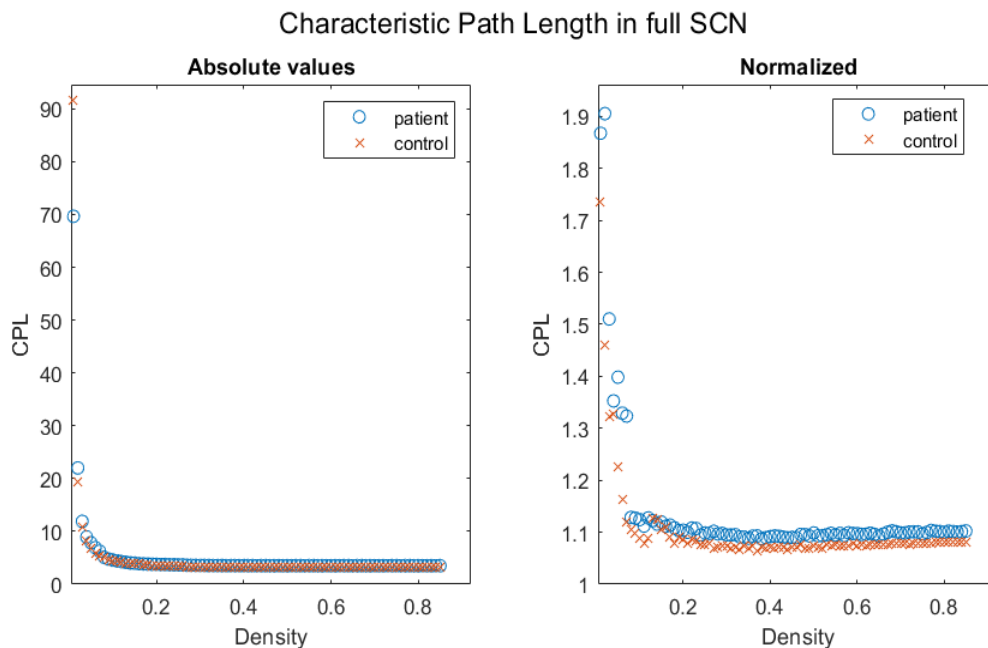 Characteristic Path Length in full SCN
Absolute values
patient
control
90
80
70
60
50
40
30
20
10
0
0.2
0.4
0.6
0.8
CPL
Density
Normalized
patient
control
1.9
1.8
1.7
1.6
1.5
1.4
1.3
1.2
1.1
1
0.2
0.4
0.6
0.8
CPL
Density